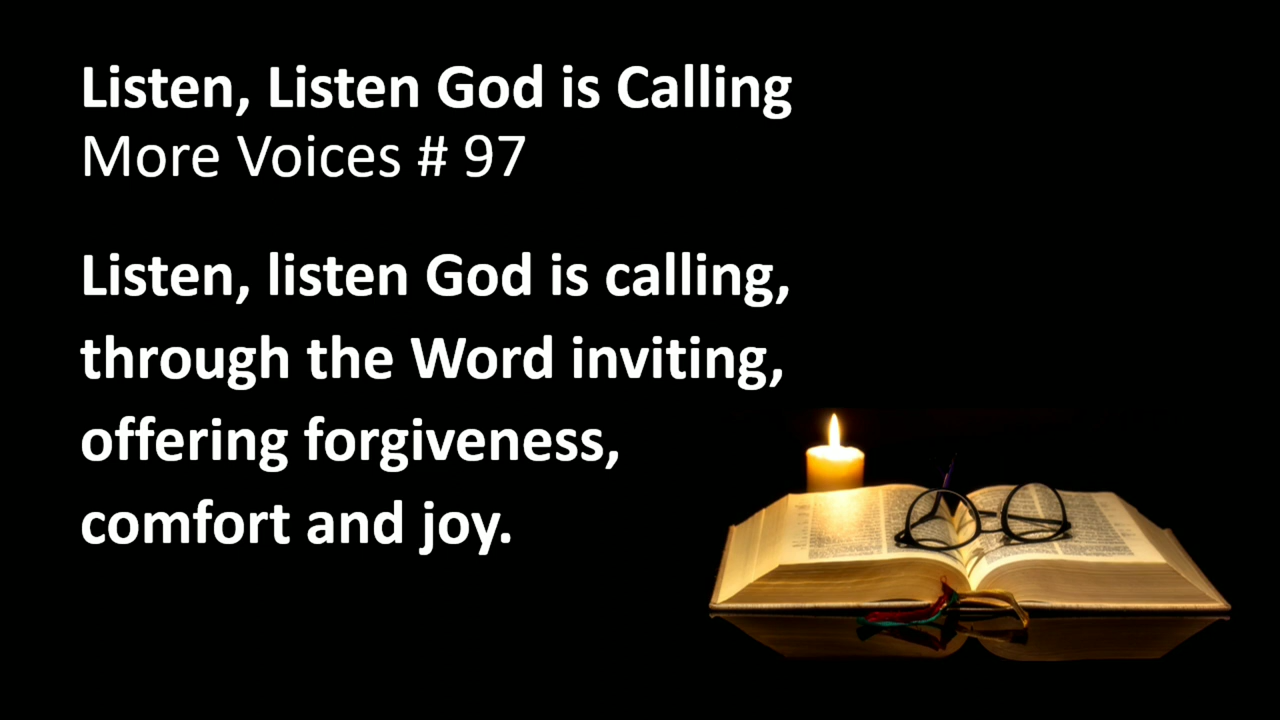 Listen, Listen God is Calling
More Voices # 97
Listen, listen God is calling,
through the Word inviting,
offering forgiveness,
comfort and joy.